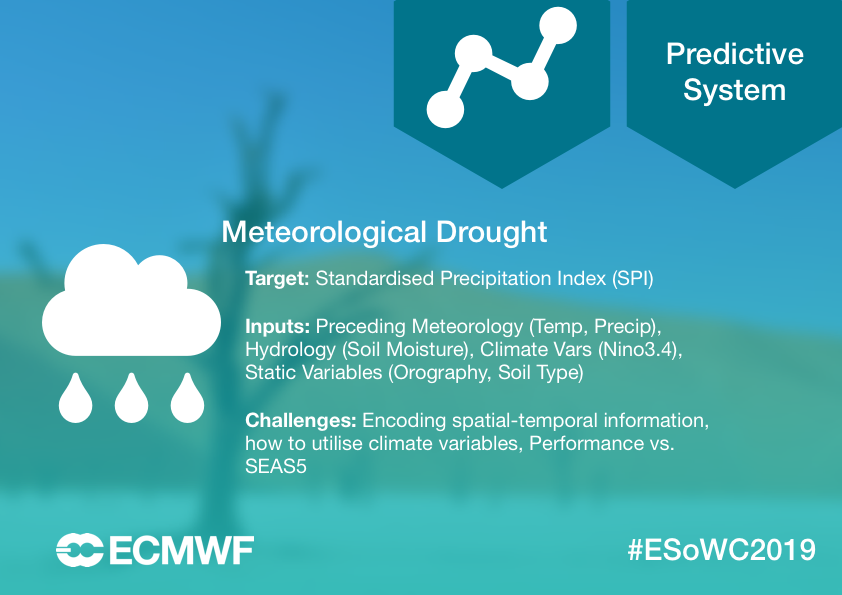 Predictive
System
Meteorological Drought
Target: Standardised Precipitation Index (SPI)
Inputs: Preceding Meteorology (Temp, Precip),
Hydrology (Soil Moisture), Climate Vars (Nino3.4),
Static Variables (Orography, Soil Type)
Challenges: Encoding spatial-temporal information,
how to utilise climate variables, Performance vs.
SEAS5
ECMWF
#ESoWC2019